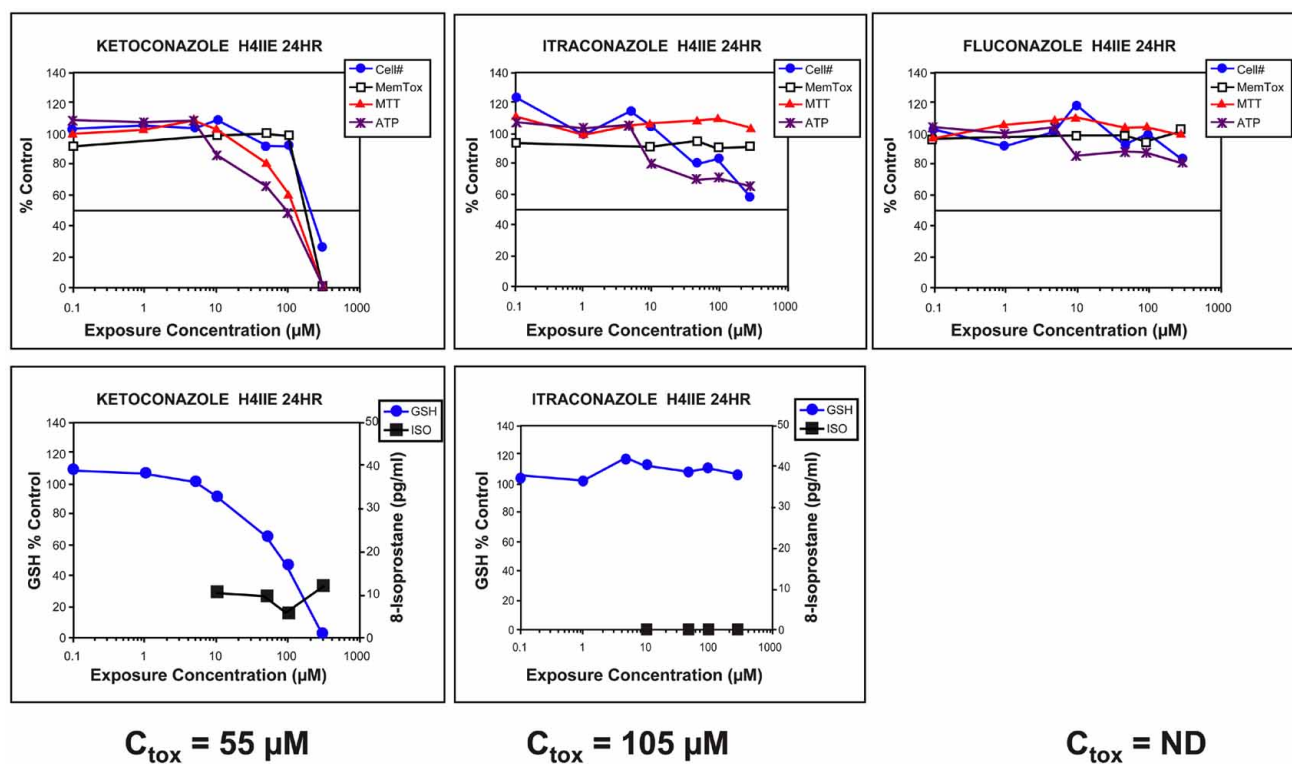 KETOCONAZOLE H4IIE 24HR
Cell#
MemTox
MTT
ATP
% Control
140
120
100
80
60
40
20
0
0.1 1 10 100 1000
Exposure Concentration (µM)
ITRACONAZOLE H4IIE 24HR
Cell#
MemTox
MTT
ATP
% Control
140
120
100
80
60
40
20
0
0.1 1 10 100 1000
Exposure Concentration (µM)
FLUCONAZOLE H4IIE 24HR
Cell#
MemTox
MTT
ATP
% Control
140
120
100
80
60
40
20
0
0.1 1 10 100 1000
Exposure Concentration (µM)
KETOCONAZOLE H4IIE 24HR
GSH
ISO
GSH % Control
140
120
100
80
60
40
20
0
50
40
30
20
10
0
8-Isoprostane (pg/ml)
0.1 1 10 100 1000
Exposure Concentration (µM)
ITRACONAZOLE H4IIE 24HR
GSH
ISO
GSH % Control
140
120
100
80
60
40
20
0
50
40
30
20
10
0
8-Isoprostane (pg/ml)
0.1 1 10 100 1000
Exposure Concentration (µM)
Ctox = 55 µM
Ctox = 105 µM
Ctox = ND